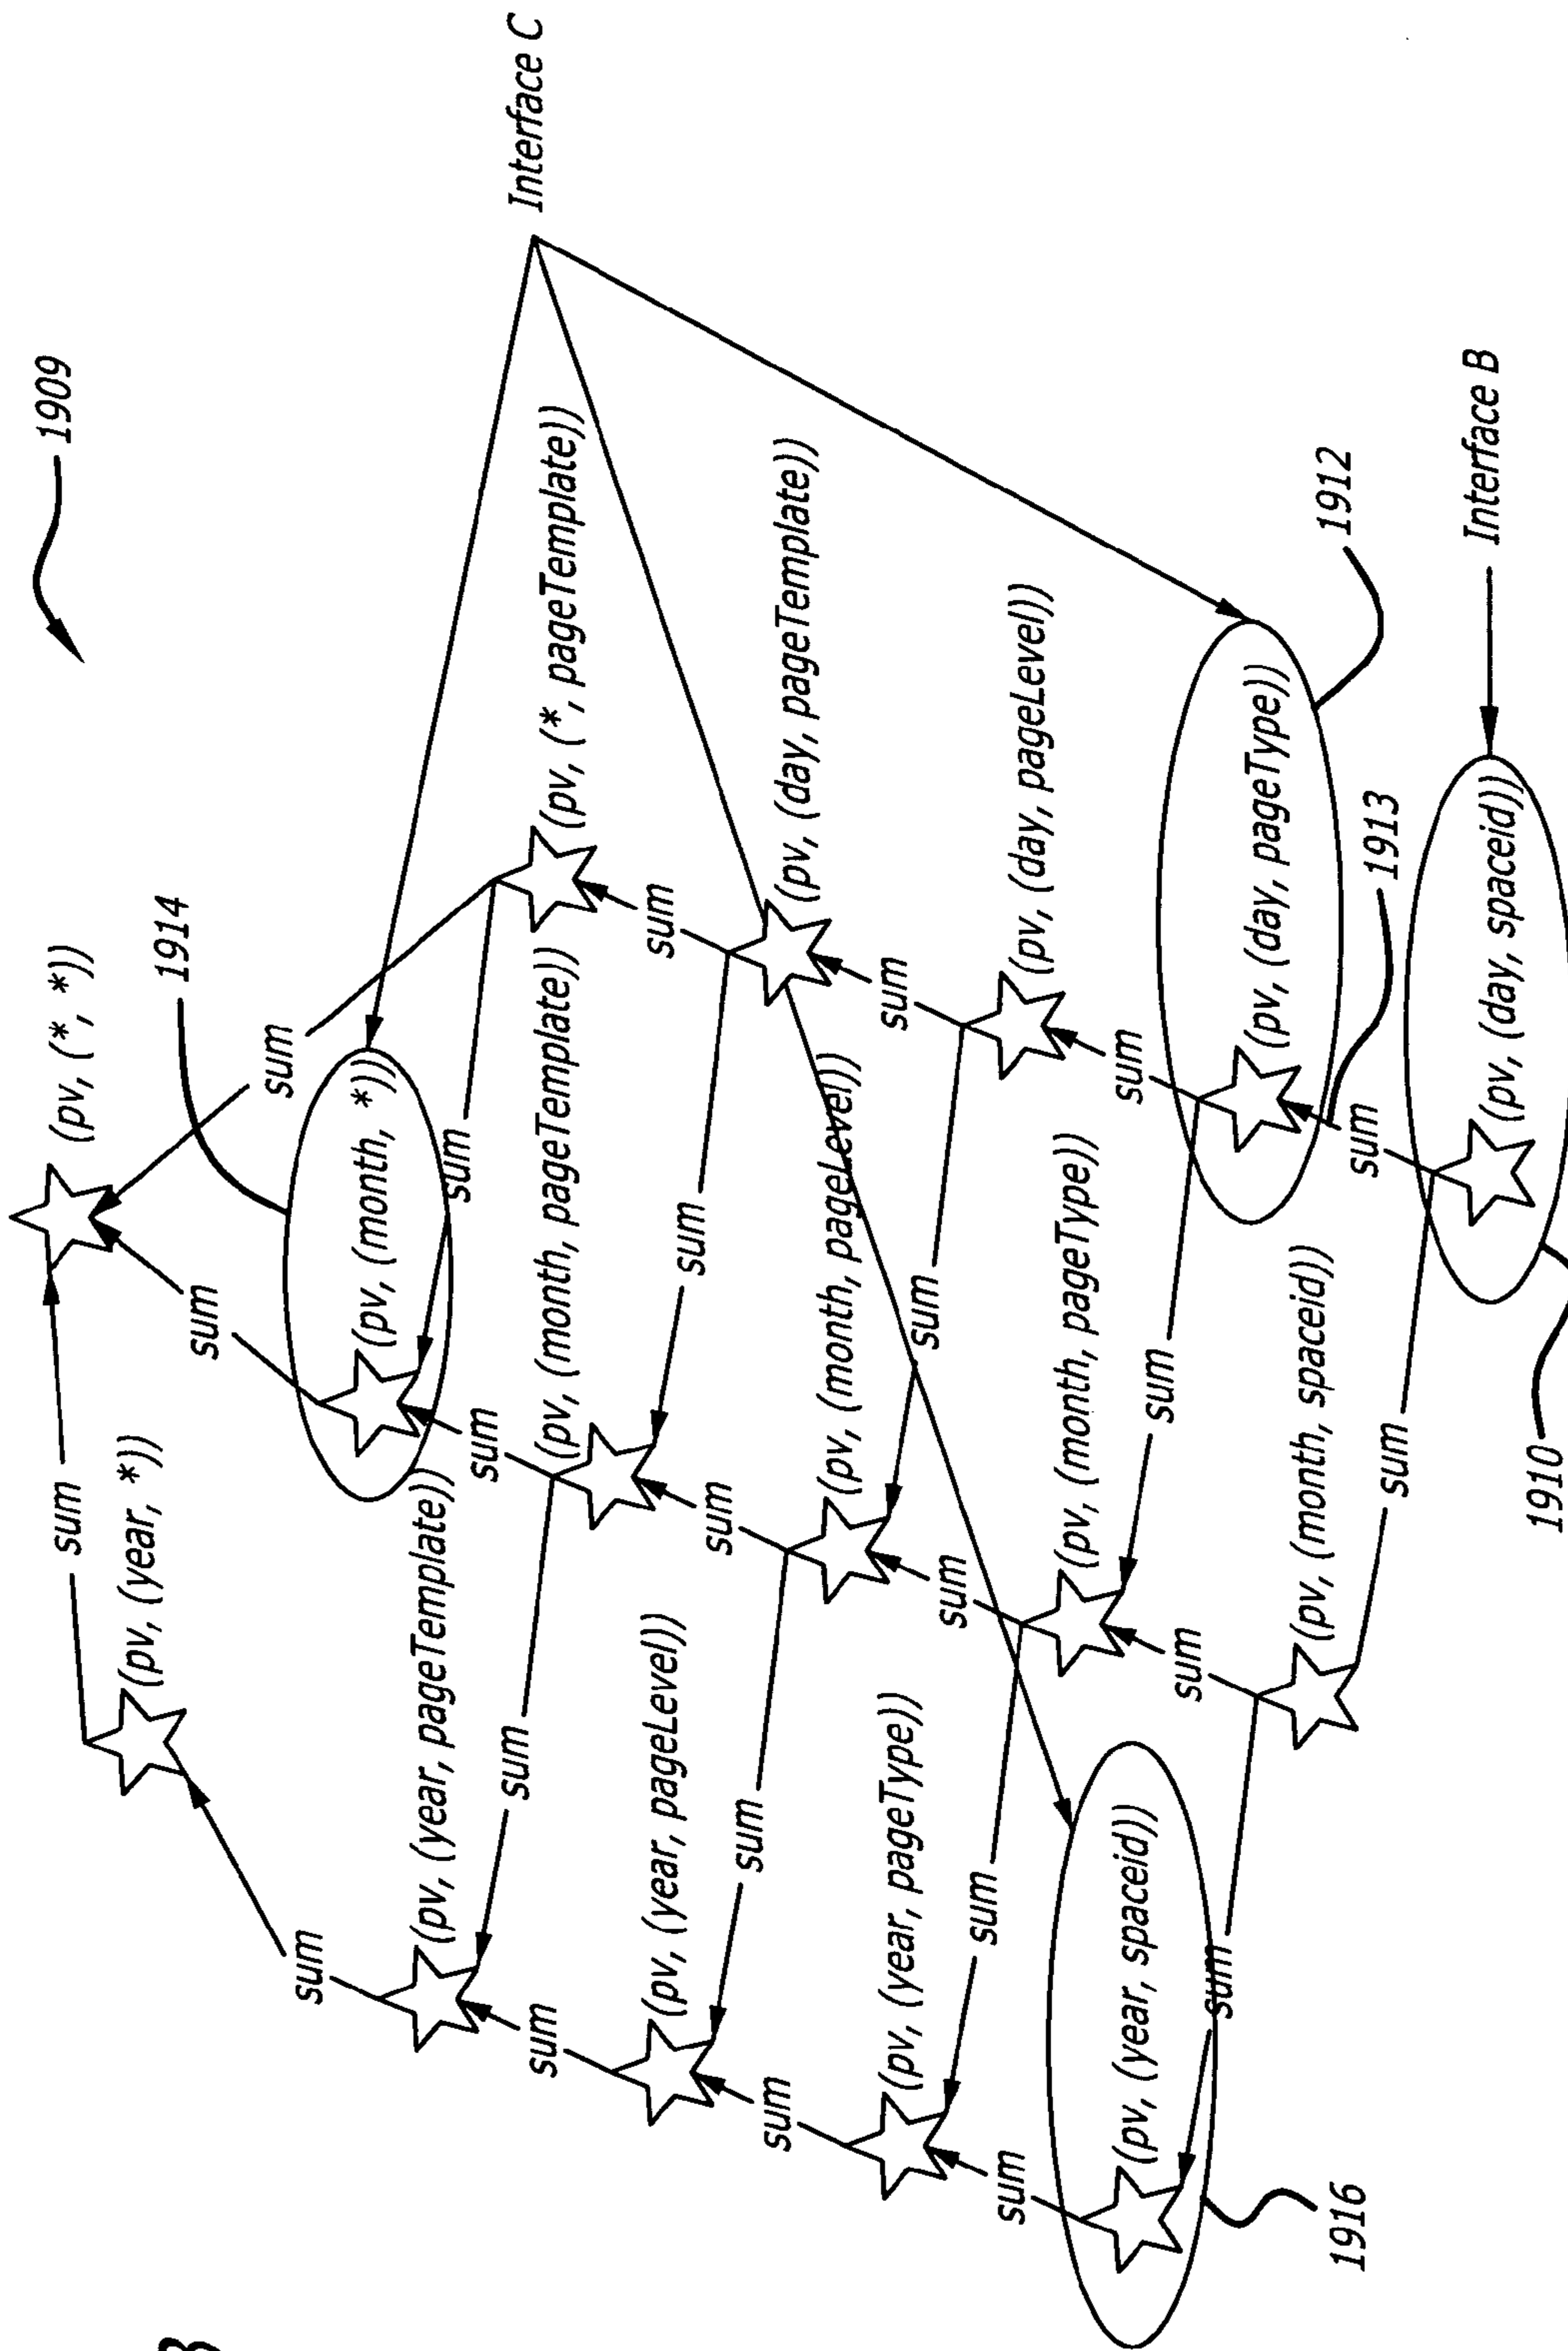 1909
(pv, (*, *))
sum
(pv, (year, *))
sum
1914
sum
Interface C
(pv, (month, *))
sum
sum
(pv, (*, pageTemplate))
sum
(pv, (year, pageTemplate))
sum
(pv, (month, pageTemplate))
sum
sum
sum
(pv, (day, pageTemplate))
sum
(pv, (year, pageLevel))
sum
(pv, (month, pageLevel))
sum
sum
sum
(pv, (day, pageLevel))
sum
(pv, (year, pageType))
sum
(pv, (month, pageType))
sum
sum
sum
(pv, (day, pageType))
1912
(pv, (year, spaceid))
sum
(pv, (month, spaceid))
sum
sum
1913
Interface B
(pv, (day, spaceid))
1916
1910